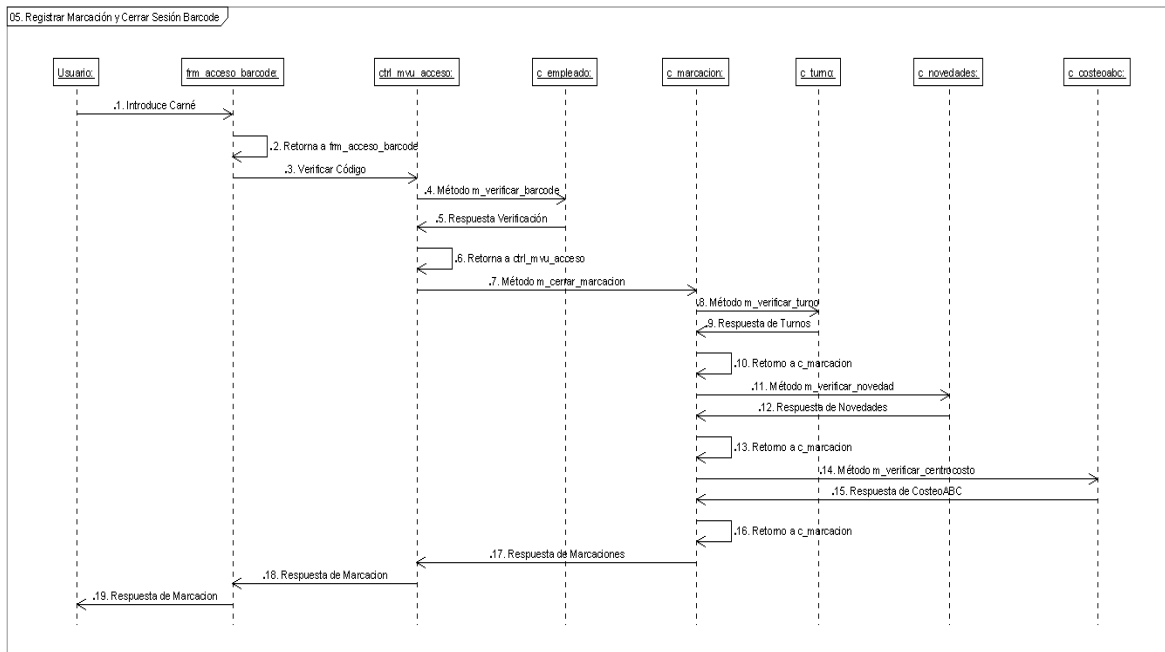 05. Registrar Marcación y Cerrar Sesión Barcode
Usuario:
frm_acceso_barcode:
ctrl_mvu_acceso:
c_empleado:
c_marcacion:
c_turno:
c_novedades:
c_costeoabc:
.1. Introduce Carné
.2. Retorna a frm_acceso_barcode
.3. Verificar Código
.4. Método m_verificar_barcode
.5. Respuesta Verificación
.6. Retorna a ctrl_mvu_acceso
.7. Método m_cerrar_marcacion
.8. Método m_verificar_turno
.9. Respuesta de Turnos
.10. Retorno a c_marcacion
.11. Método m_verificar_novedad
.12. Respuesta de Novedades
.13. Retorno a c_marcacion
.14. Método m_verificar_centrocosto
.15. Respuesta de CosteoABC
.16. Retorno a c_marcacion
.17. Respuesta de Marcaciones
.18. Respuesta de Marcacion
.19. Respuesta de Marcacion